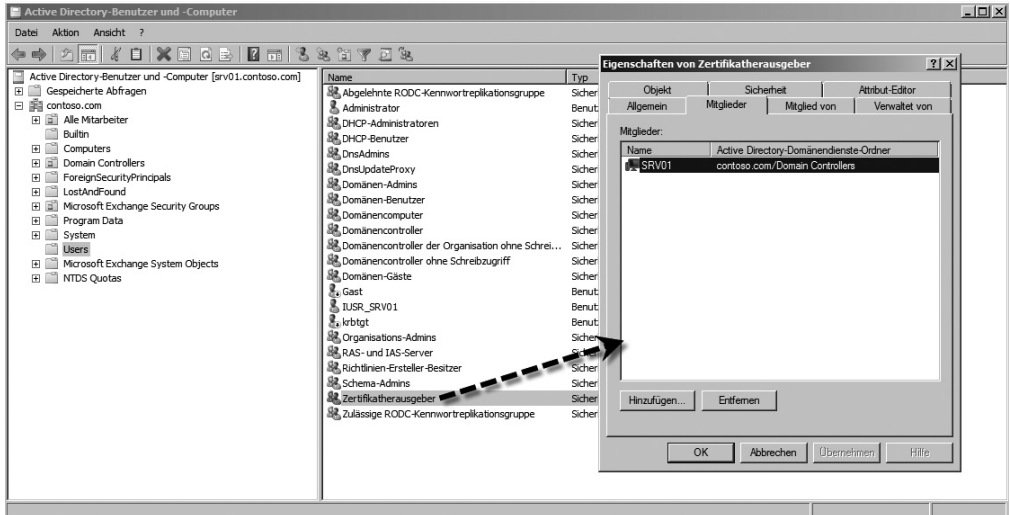 Active Directory-Benutzer und -Computer
Datei Aktion Ansicht ?
Active Directory-Benutzer und -Computer [srv01.contoso.com]
Gespeicherte Abfragen
contoso.com
Alle Mitarbeiter
Builtin
Computers
Domain Controllers
ForeignSecurityPrincipals
LostAndFound
Microsoft Exchange Security Groups
Program Data
System
Users
Microsoft Exchange System Objects
NTDS Quotas
Name Typ
Abgelehnte RODC-Kennwortreplikationsgruppe Sicher
Administrator Benut
DHCP-Administratoren Sicher
DHCP-Benutzer Sicher
DnsAdmins Sicher
DnsUpdateProxy Sicher
Domänen-Admins Sicher
Domänen-Benutzer Sicher
Domänencomputer Sicher
Domänencontroller Sicher
Domänencontroller der Organisation ohne Schrei... Sicher
Domänencontroller ohne Schreibzugriff Sicher
Domänen-Gäste Sicher
Gast Benut
IUSR_SRV01 Benut
krbtgt Benut
Organisations-Admins Sicher
RAS- und IAS-Server Sicher
Richtlinien-Ersteller-Besitzer Sicher
Schema-Admins Sicher
Zertifikatherausgeber Sicher
Zulässige RODC-Kennwortreplikationsgruppe Sicher
Eigenschaften von Zertifikatherausgeber
Objekt Sicherheit Attribut-Editor
Allgemein Mitglieder Mitglied von Verwaltet von
Mitglieder:
Name Active Directory-Domänendienste-Ordner
SRV01 contoso.com/Domain Controllers
Hinzufügen... Entfernen
OK Abbrechen Übernehmen Hilfe